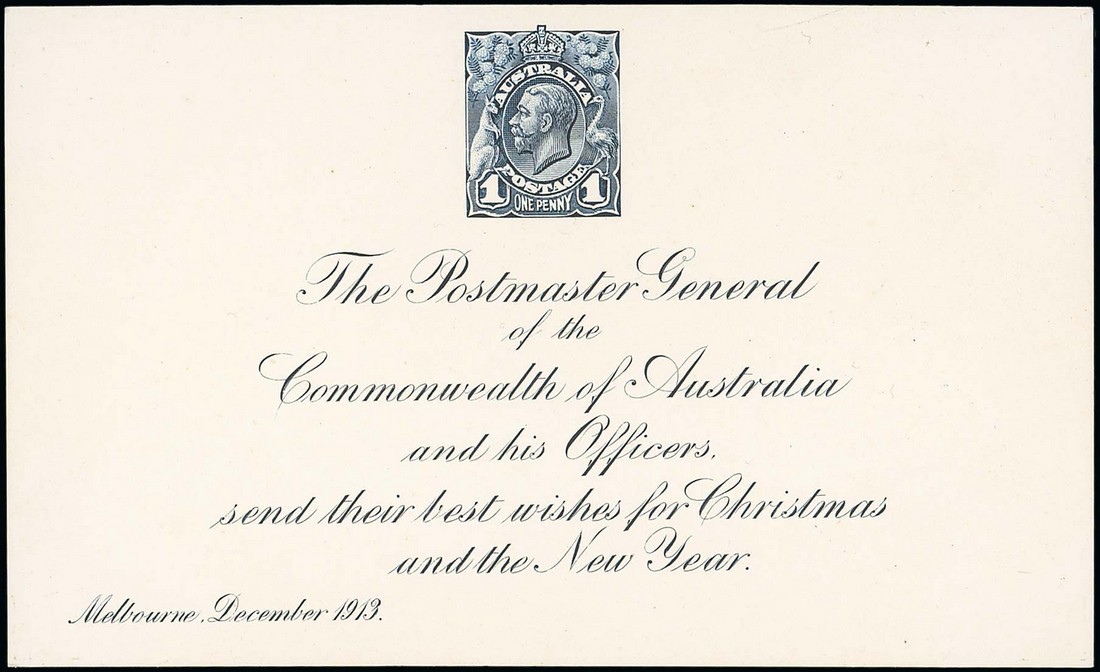 AUSTRALIA
POSTAGE
1 ONE PENNY 1
The Postmaster General
of the
Commonwealth of Australia
and his Officers.
send their best wishes for Christmas
and the New Year.
Melbourne. December 1913.